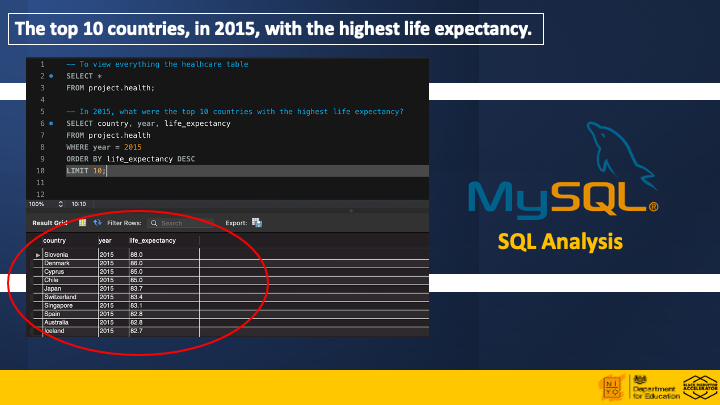 The top 10 countries, in 2015, with the highest life expectancy.
1 -- To view everything the healhcare table
2 SELECT *
3 FROM project.health;
4
5 -- In 2015, what were the top 10 countries with the highest life expectancy?
6 SELECT country, year, life_expectancy
7 FROM project.health
8 WHERE year = 2015
9 ORDER BY life_expectancy DESC
10 LIMIT 10;
11
12
100% 10:10
Result Grid Filter Rows: Search Export:
country year life_expectancy
Slovenia 2015 88.0
Denmark 2015 86.0
Cyprus 2015 85.0
Chile 2015 85.0
Japan 2015 83.7
Switzerland 2015 83.4
Singapore 2015 83.1
Spain 2015 82.8
Australia 2015 82.8
Iceland 2015 82.7
MySQL®
SQL Analysis
NI
YO
Department
for Education
BLACK DISRUPTOR
ACCELERATOR